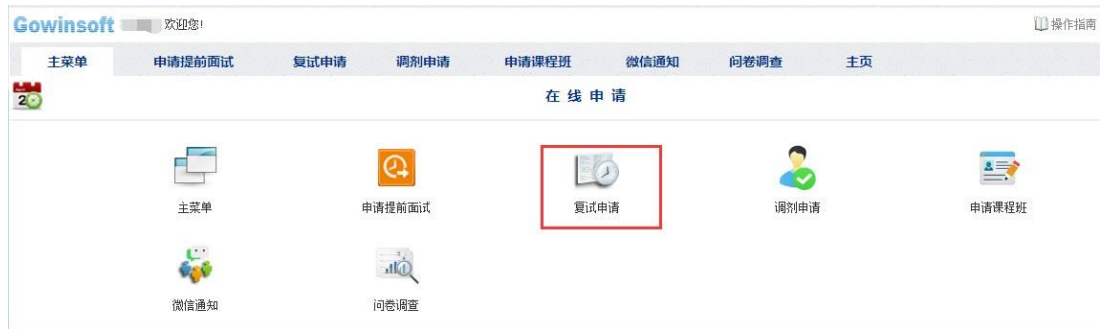 Gowinsoft 欢迎您! 操作指南
主菜单 申请提前面试 复试申请 调剂申请 申请课程班 微信通知 问卷调查 主页
在线申请
主菜单 申请提前面试 复试申请 调剂申请 申请课程班
微信通知 问卷调查